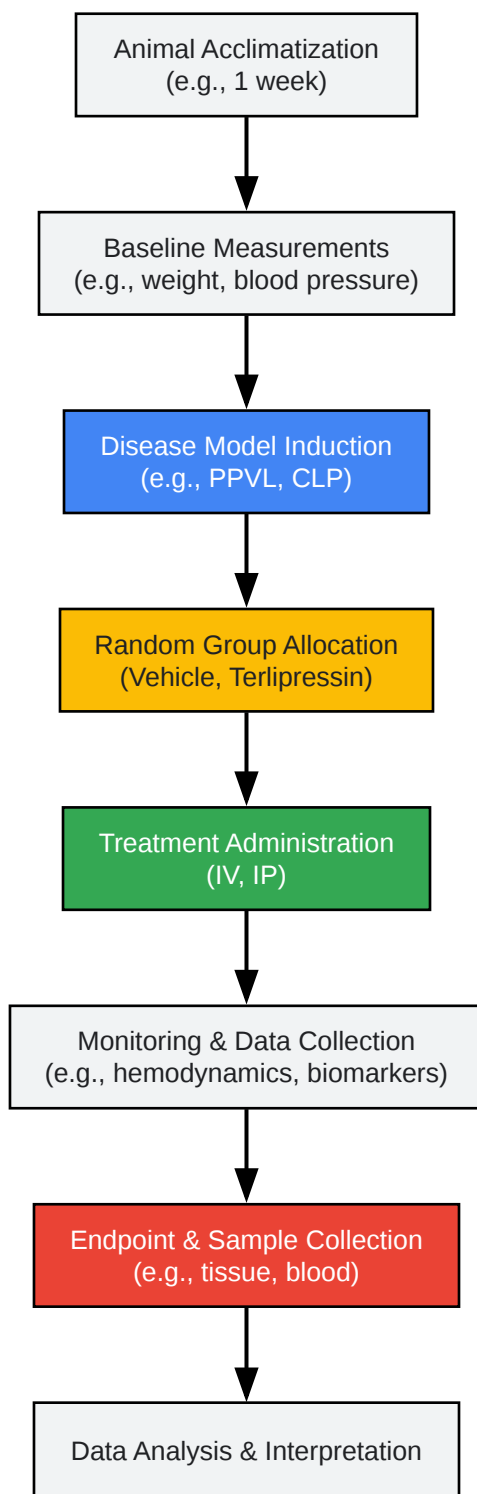 Animal Acclimatization
(e.g., 1 week)
Baseline Measurements
(e.g., weight, blood pressure)
Disease Model Induction
(e.g., PPVL, CLP)
Random Group Allocation
(Vehicle, Terlipressin)
Treatment Administration
(IV, IP)
Monitoring & Data Collection
(e.g., hemodynamics, biomarkers)
Endpoint & Sample Collection
(e.g., tissue, blood)
Data Analysis & Interpretation